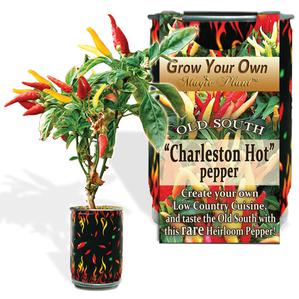 Grow Your Own
Magic Plant™
OLD SOUTH
"Charleston Hot"
pepper
Create your own
Low Country Cuisine,
and taste the Old South with
this rare Heirloom Pepper!